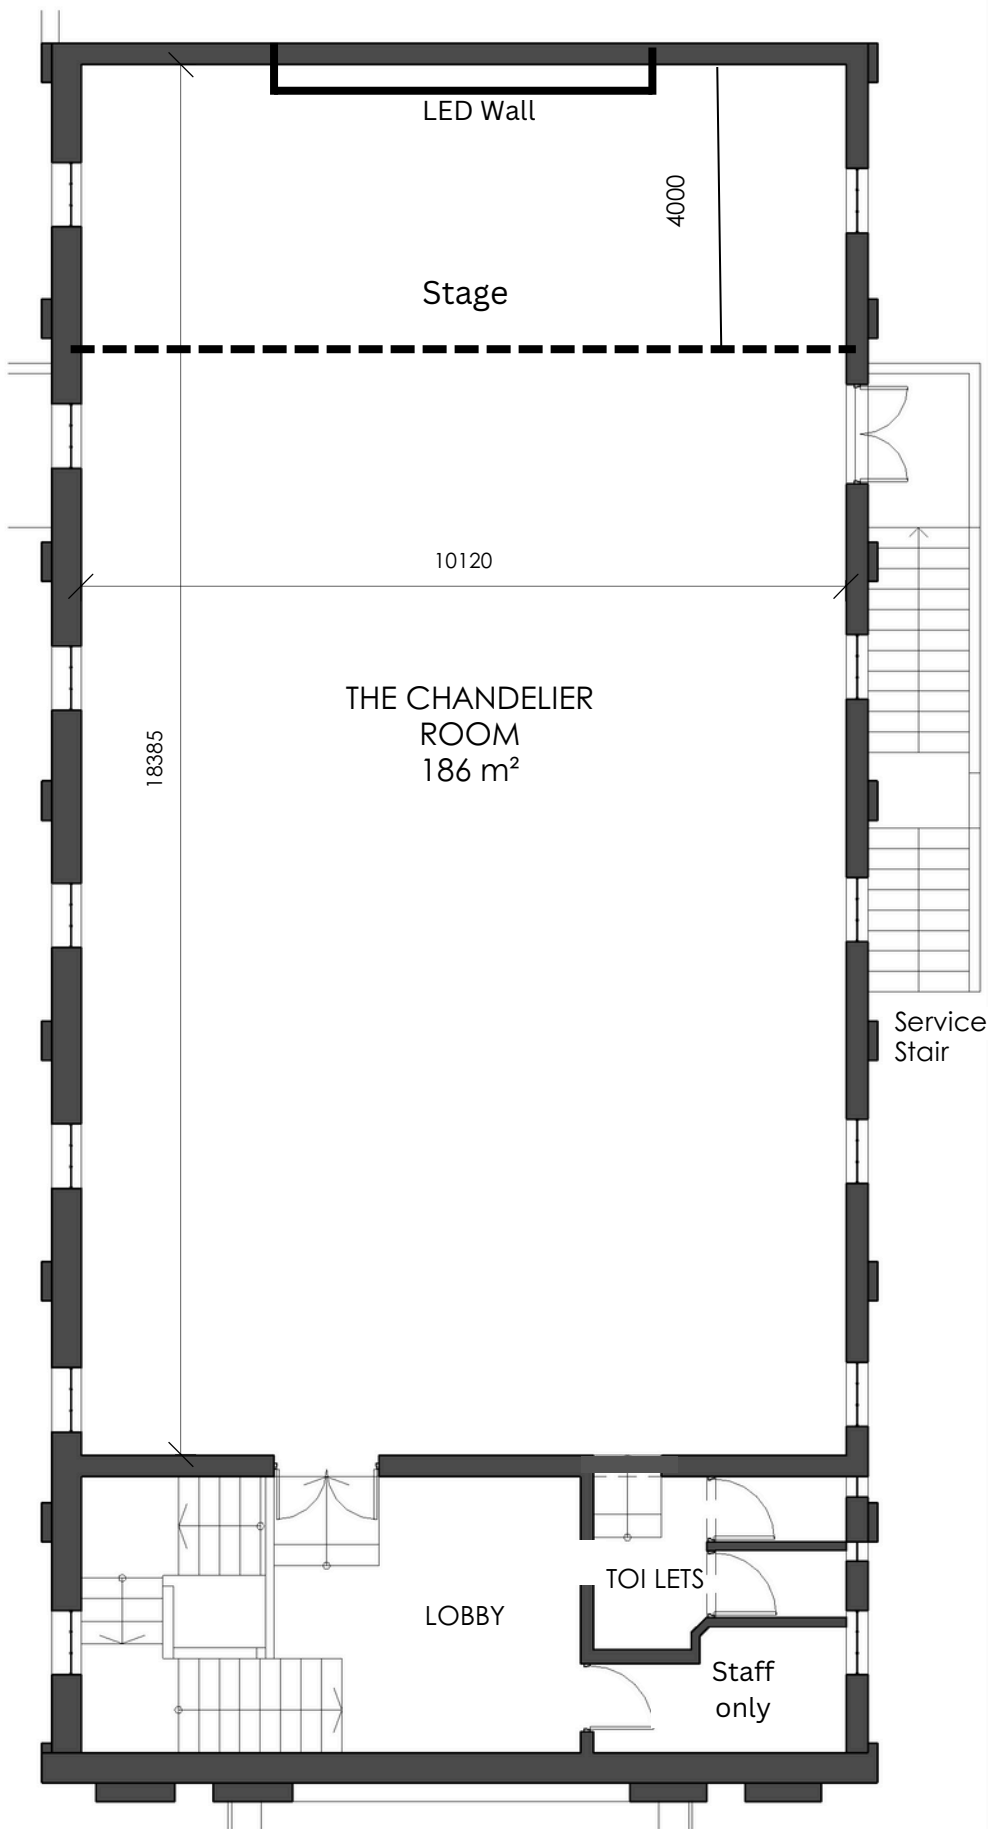 LED Wall
4000
Stage
10120
THE CHANDELIER
ROOM
186 m²
18385
Service
Stair
TOI LETS
LOBBY
Staff
only